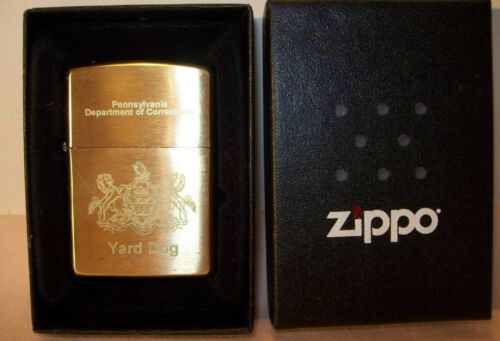 Pennsylvania
Department of Corrections
Yard Dog
Zippo